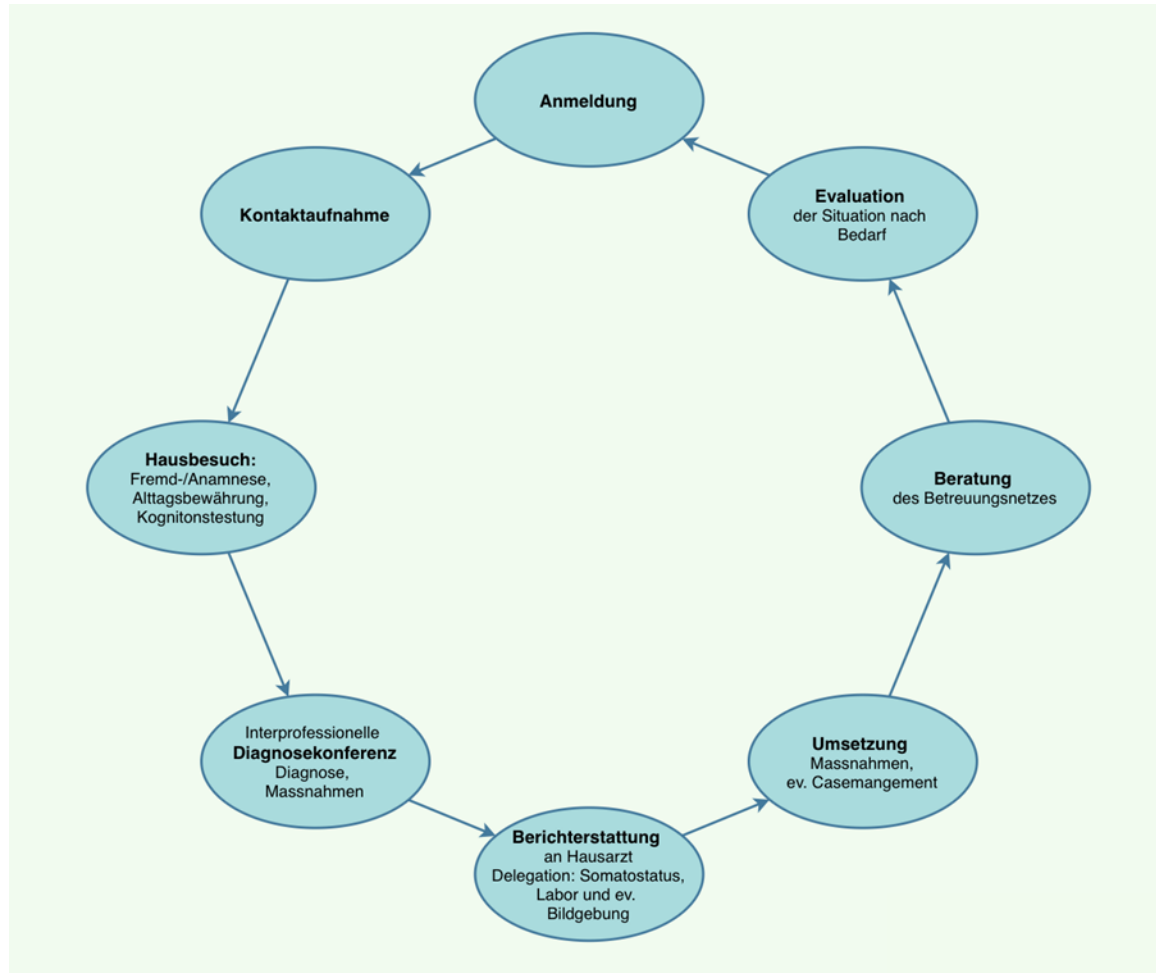 Anmeldung
Kontaktaufnahme
Hausbesuch:
Fremd-/Anamnese,
Alttagsbewährung,
Kognitonstestung
Interprofessionelle
Diagnosekonferenz
Diagnose,
Massnahmen
Berichterstattung
an Hausarzt
Delegation: Somatostatus,
Labor und ev.
Bildgebung
Umsetzung
Massnahmen,
ev. Casemangement
Beratung
des Betreuungsnetzes
Evaluation
der Situation nach
Bedarf